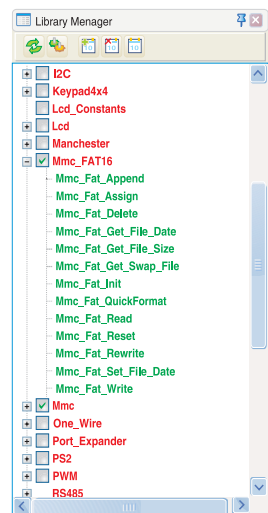 Library Menager
I2C
Keypad4x4
Lcd_Constants
Lcd
Manchester
Mmc_FAT16
Mmc_Fat_Append
Mmc_Fat_Assign
Mmc_Fat_Delete
Mmc_Fat_Get_File_Date
Mmc_Fat_Get_File_Size
Mmc_Fat_Get_Swap_File
Mmc_Fat_Init
Mmc_Fat_QuickFormat
Mmc_Fat_Read
Mmc_Fat_Reset
Mmc_Fat_Rewrite
Mmc_Fat_Set_File_Date
Mmc_Fat_Write
Mmc
One_Wire
Port_Expander
PS2
PWM
RS485